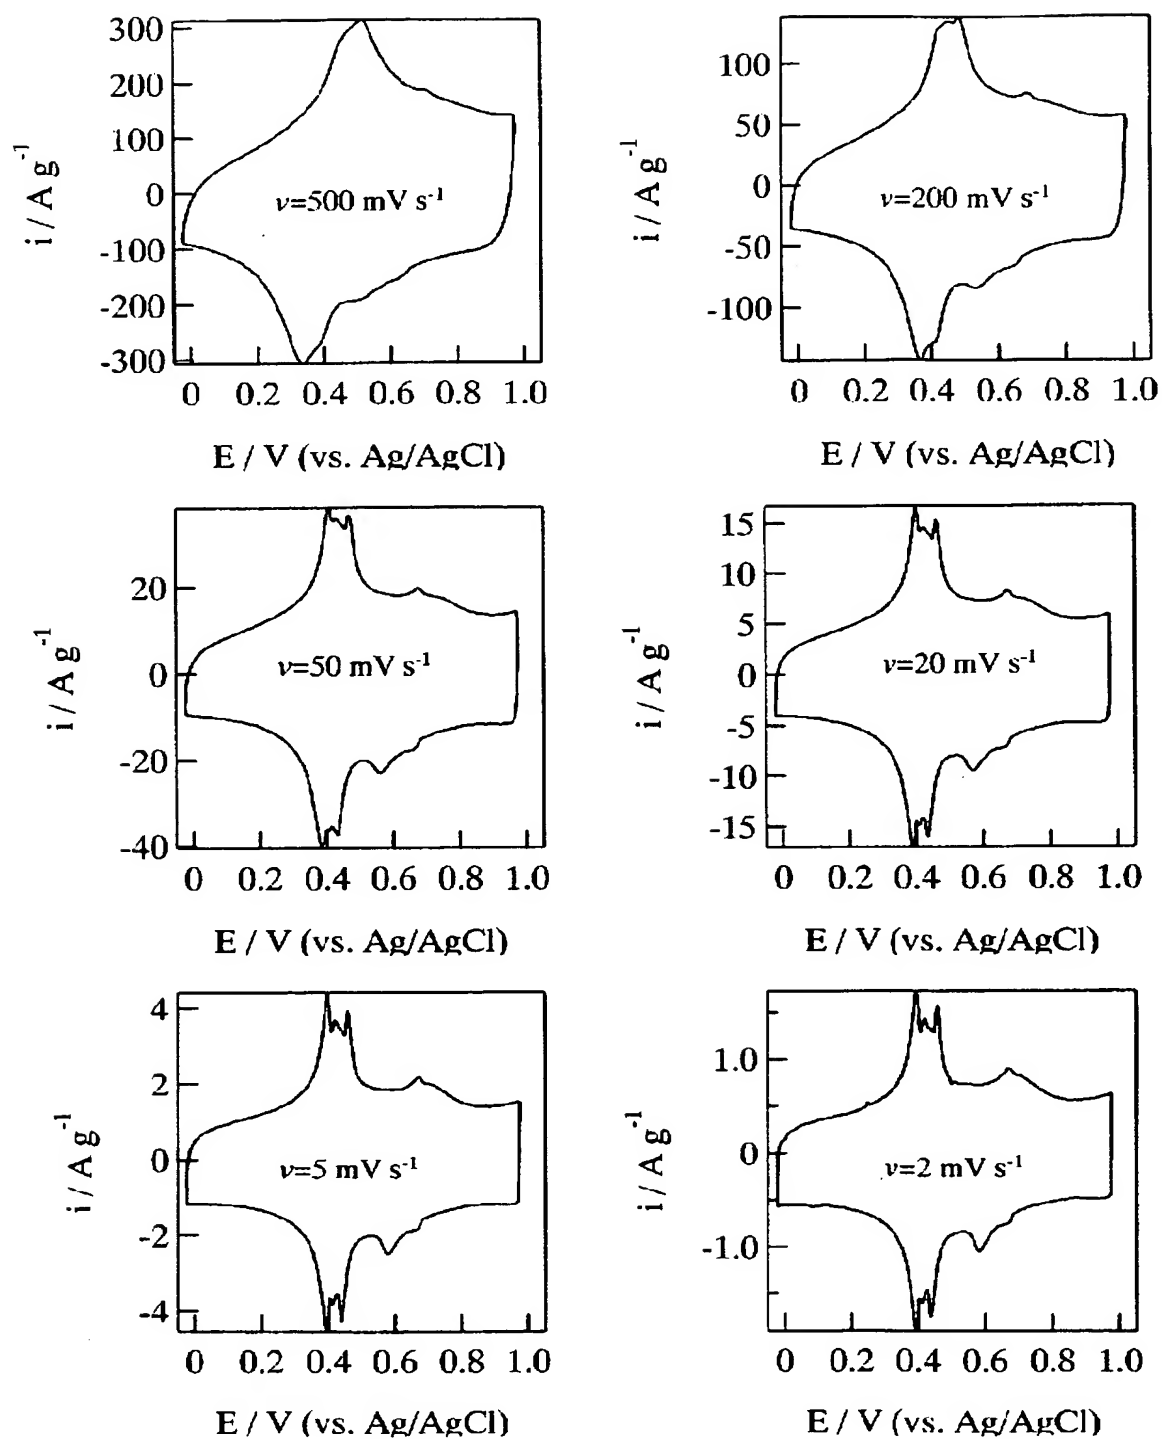 300
200
100
0
-100
-200
-300
i / A g-1
ν=500 mV s-1
0 0.2 0.4 0.6 0.8 1.0
E / V (vs. Ag/AgCl)
100
50
0
-50
-100
i / A g-1
ν=200 mV s-1
0 0.2 0.4 0.6 0.8 1.0
E / V (vs. Ag/AgCl)
20
0
-20
-40
i / A g-1
ν=50 mV s-1
0 0.2 0.4 0.6 0.8 1.0
E / V (vs. Ag/AgCl)
15
10
5
0
-5
-10
-15
i / A g-1
ν=20 mV s-1
0 0.2 0.4 0.6 0.8 1.0
E / V (vs. Ag/AgCl)
4
2
0
-2
-4
i / A g-1
ν=5 mV s-1
0 0.2 0.4 0.6 0.8 1.0
E / V (vs. Ag/AgCl)
1.0
0
-1.0
i / A g-1
ν=2 mV s-1
0 0.2 0.4 0.6 0.8 1.0
E / V (vs. Ag/AgCl)